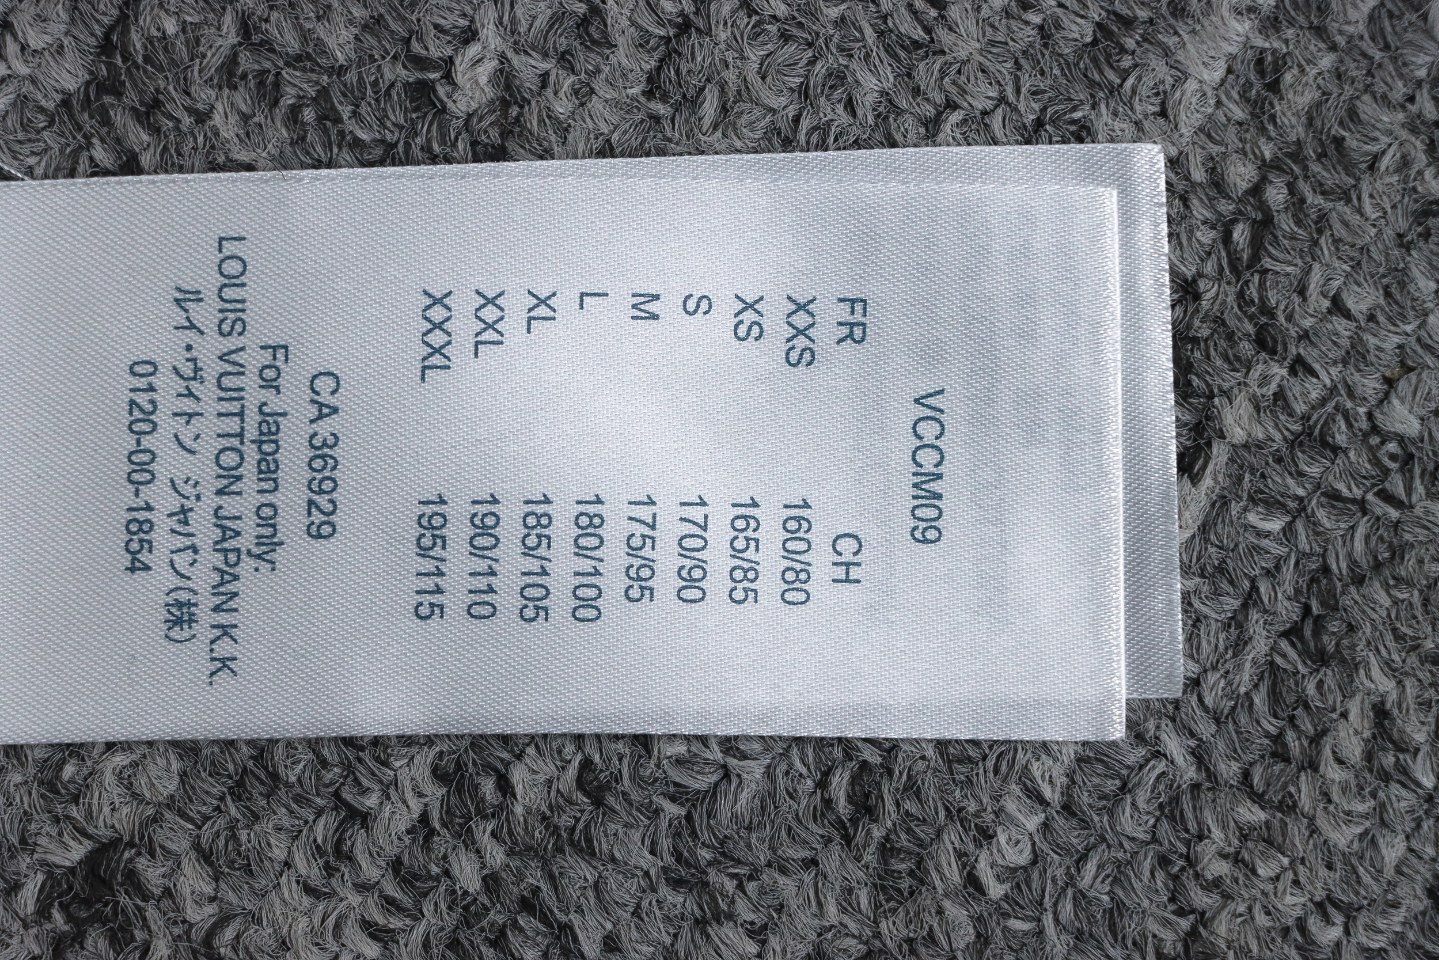 VCCM09
FR CH
XXS 160/80
XS 165/85
S 170/90
M 175/95
L 180/100
XL 185/105
XXL 190/110
XXXL 195/115
CA 36929
For Japan only.
LOUIS VUITTON JAPAN K.K.
ルイ・ヴィトン ジャパン(株)
0120-00-1854